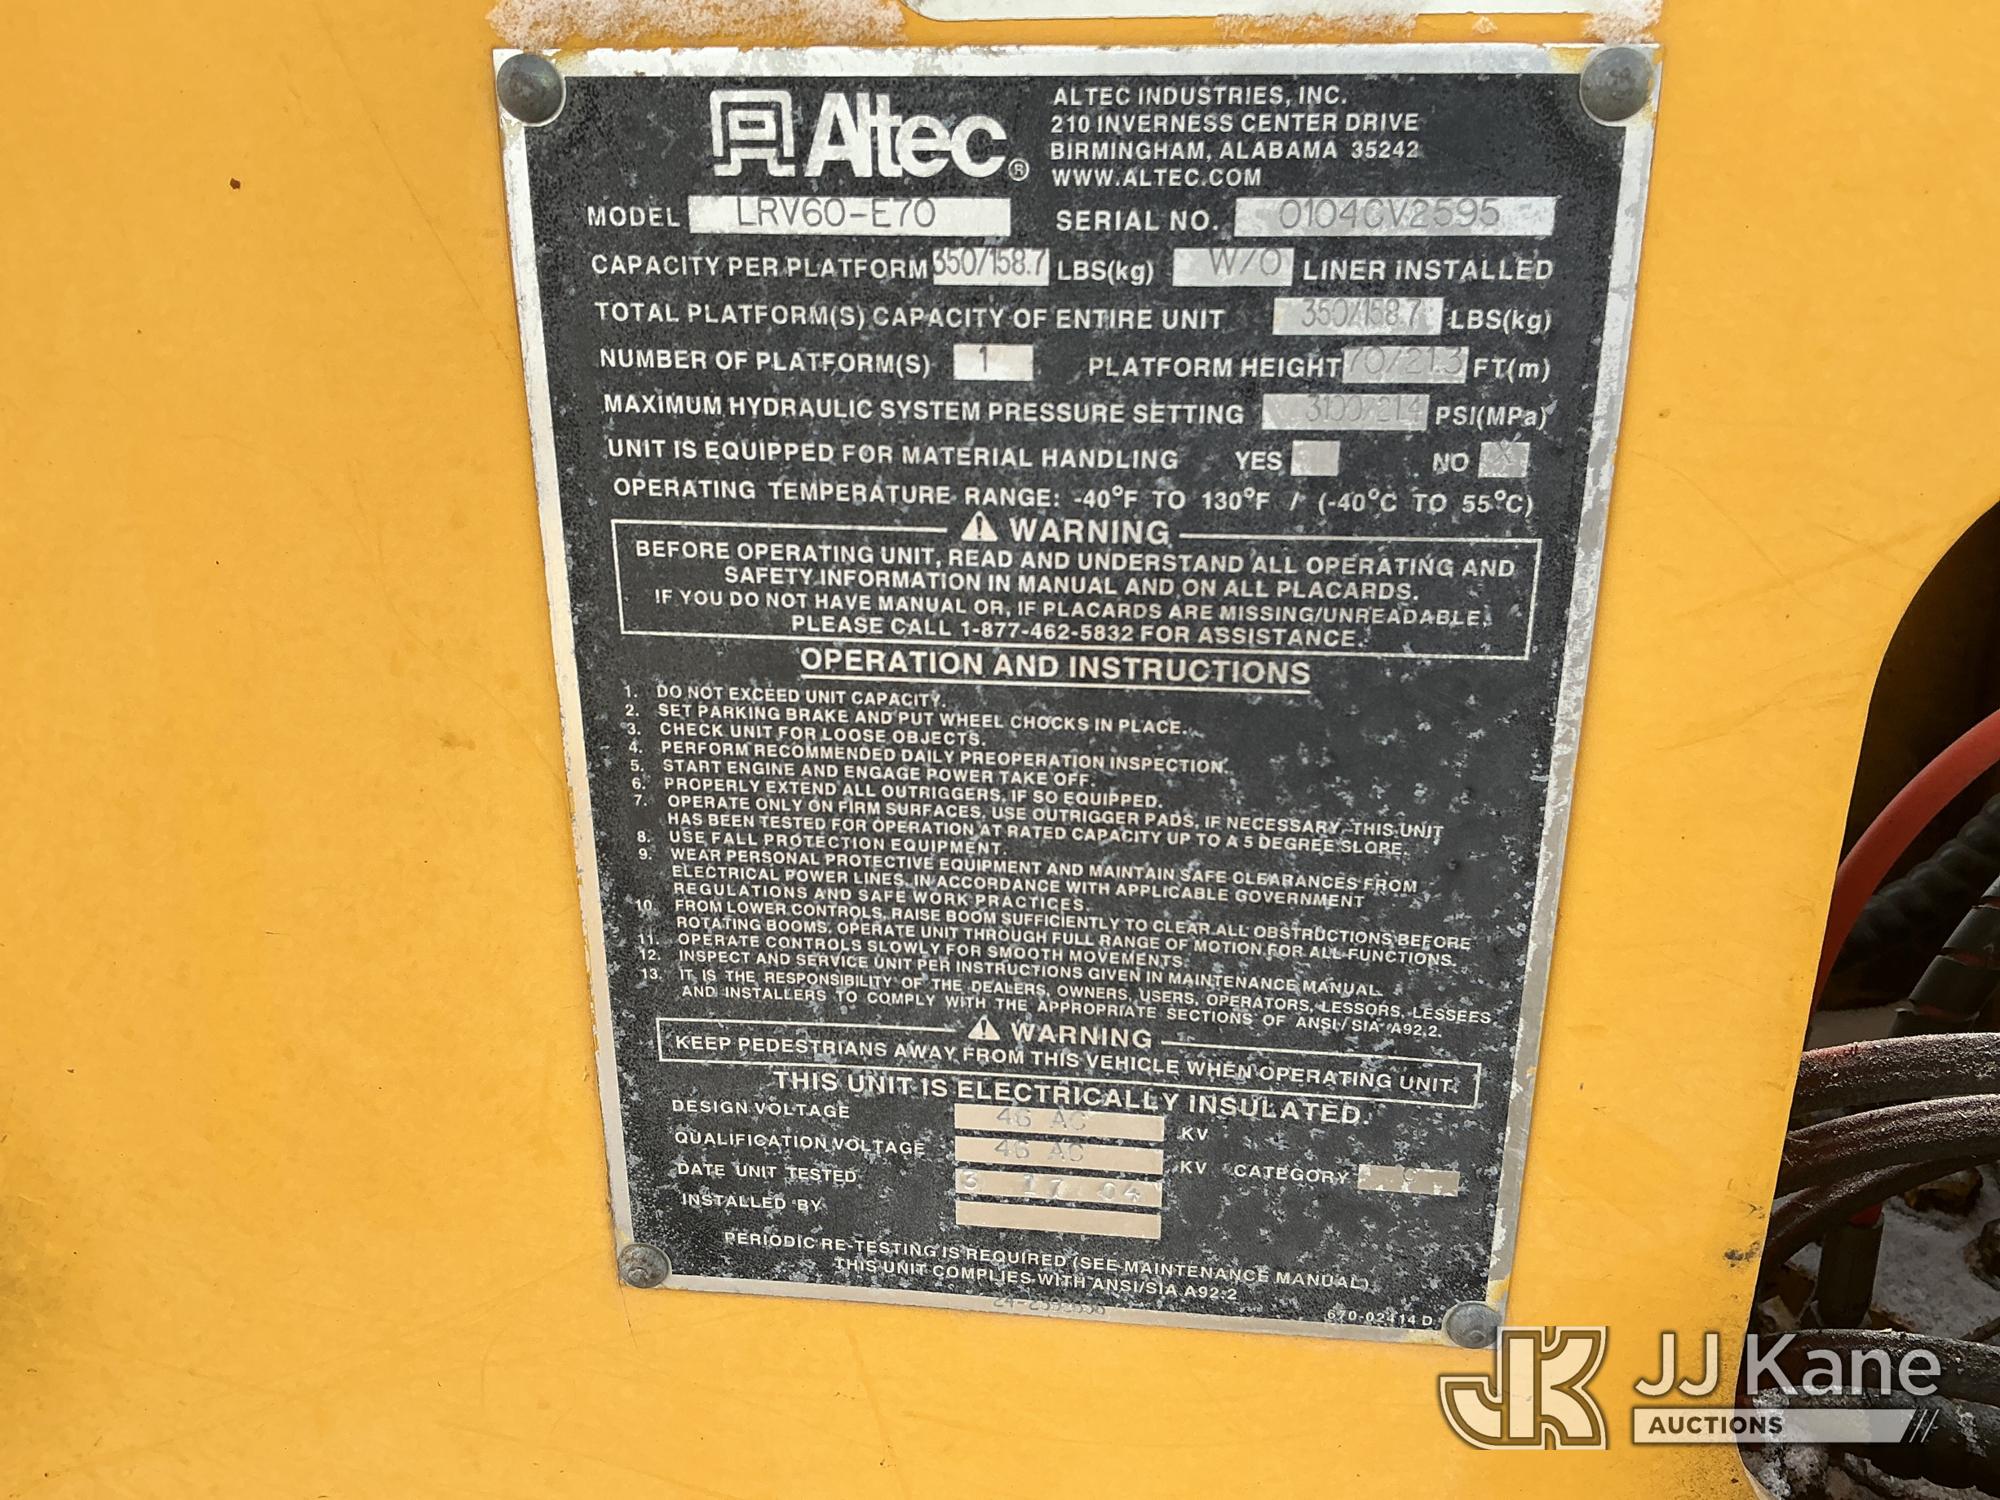 Altec®
ALTEC INDUSTRIES, INC.
210 INVERNESS CENTER DRIVE
BIRMINGHAM, ALABAMA 35242
WWW.ALTEC.COM
MODEL LRV60-E70 SERIAL NO. 0104CV2595
CAPACITY PER PLATFORM 350/158.7 LBS(kg) W/O LINER INSTALLED
TOTAL PLATFORM(S) CAPACITY OF ENTIRE UNIT 350/158.7 LBS(kg)
NUMBER OF PLATFORM(S) 1 PLATFORM HEIGHT 70/21.3 FT(m)
MAXIMUM HYDRAULIC SYSTEM PRESSURE SETTING 3100/21.4 PSI(MPa)
UNIT IS EQUIPPED FOR MATERIAL HANDLING YES NO X
OPERATING TEMPERATURE RANGE: -40°F TO 130°F / (-40°C TO 55°C)
WARNING
BEFORE OPERATING UNIT, READ AND UNDERSTAND ALL OPERATING AND
SAFETY INFORMATION IN MANUAL AND ON ALL PLACARDS.
IF YOU DO NOT HAVE MANUAL OR, IF PLACARDS ARE MISSING/UNREADABLE,
PLEASE CALL 1-877-462-5832 FOR ASSISTANCE.
OPERATION AND INSTRUCTIONS
1. DO NOT EXCEED UNIT CAPACITY.
2. SET PARKING BRAKE AND PUT WHEEL CHOCKS IN PLACE.
3. CHECK UNIT FOR LOOSE OBJECTS.
4. PERFORM RECOMMENDED DAILY PREOPERATION INSPECTION.
5. START ENGINE AND ENGAGE POWER TAKE OFF.
6. PROPERLY EXTEND ALL OUTRIGGERS, IF SO EQUIPPED.
7. OPERATE ONLY ON FIRM SURFACES, USE OUTRIGGER PADS, IF NECESSARY, THIS UNIT
HAS BEEN TESTED FOR OPERATION AT RATED CAPACITY UP TO A 5 DEGREE SLOPE.
8. USE FALL PROTECTION EQUIPMENT.
9. WEAR PERSONAL PROTECTIVE EQUIPMENT AND MAINTAIN SAFE CLEARANCES FROM
ELECTRICAL POWER LINES, IN ACCORDANCE WITH APPLICABLE GOVERNMENT
REGULATIONS AND SAFE WORK PRACTICES.
10. FROM LOWER CONTROLS, RAISE BOOM SUFFICIENTLY TO CLEAR ALL OBSTRUCTIONS BEFORE
ROTATING BOOMS, OPERATE UNIT THROUGH FULL RANGE OF MOTION FOR ALL FUNCTIONS.
11. OPERATE CONTROLS SLOWLY FOR SMOOTH MOVEMENTS.
12. INSPECT AND SERVICE UNIT PER INSTRUCTIONS GIVEN IN MAINTENANCE MANUAL.
13. IT IS THE RESPONSIBILITY OF THE DEALERS, OWNERS, USERS, OPERATORS, LESSORS, LESSEES
AND INSTALLERS TO COMPLY WITH THE APPROPRIATE SECTIONS OF ANSI/SIA A92.2.
WARNING
KEEP PEDESTRIANS AWAY FROM THIS VEHICLE WHEN OPERATING UNIT.
THIS UNIT IS ELECTRICALLY INSULATED.
DESIGN VOLTAGE 46 AC KV
QUALIFICATION VOLTAGE 46 AC KV CATEGORY C
DATE UNIT TESTED 3 17 04
INSTALLED BY
PERIODIC RE-TESTING IS REQUIRED (SEE MAINTENANCE MANUAL)
THIS UNIT COMPLIES WITH ANSI/SIA A92.2
670-02414 D
JK JJ Kane
AUCTIONS